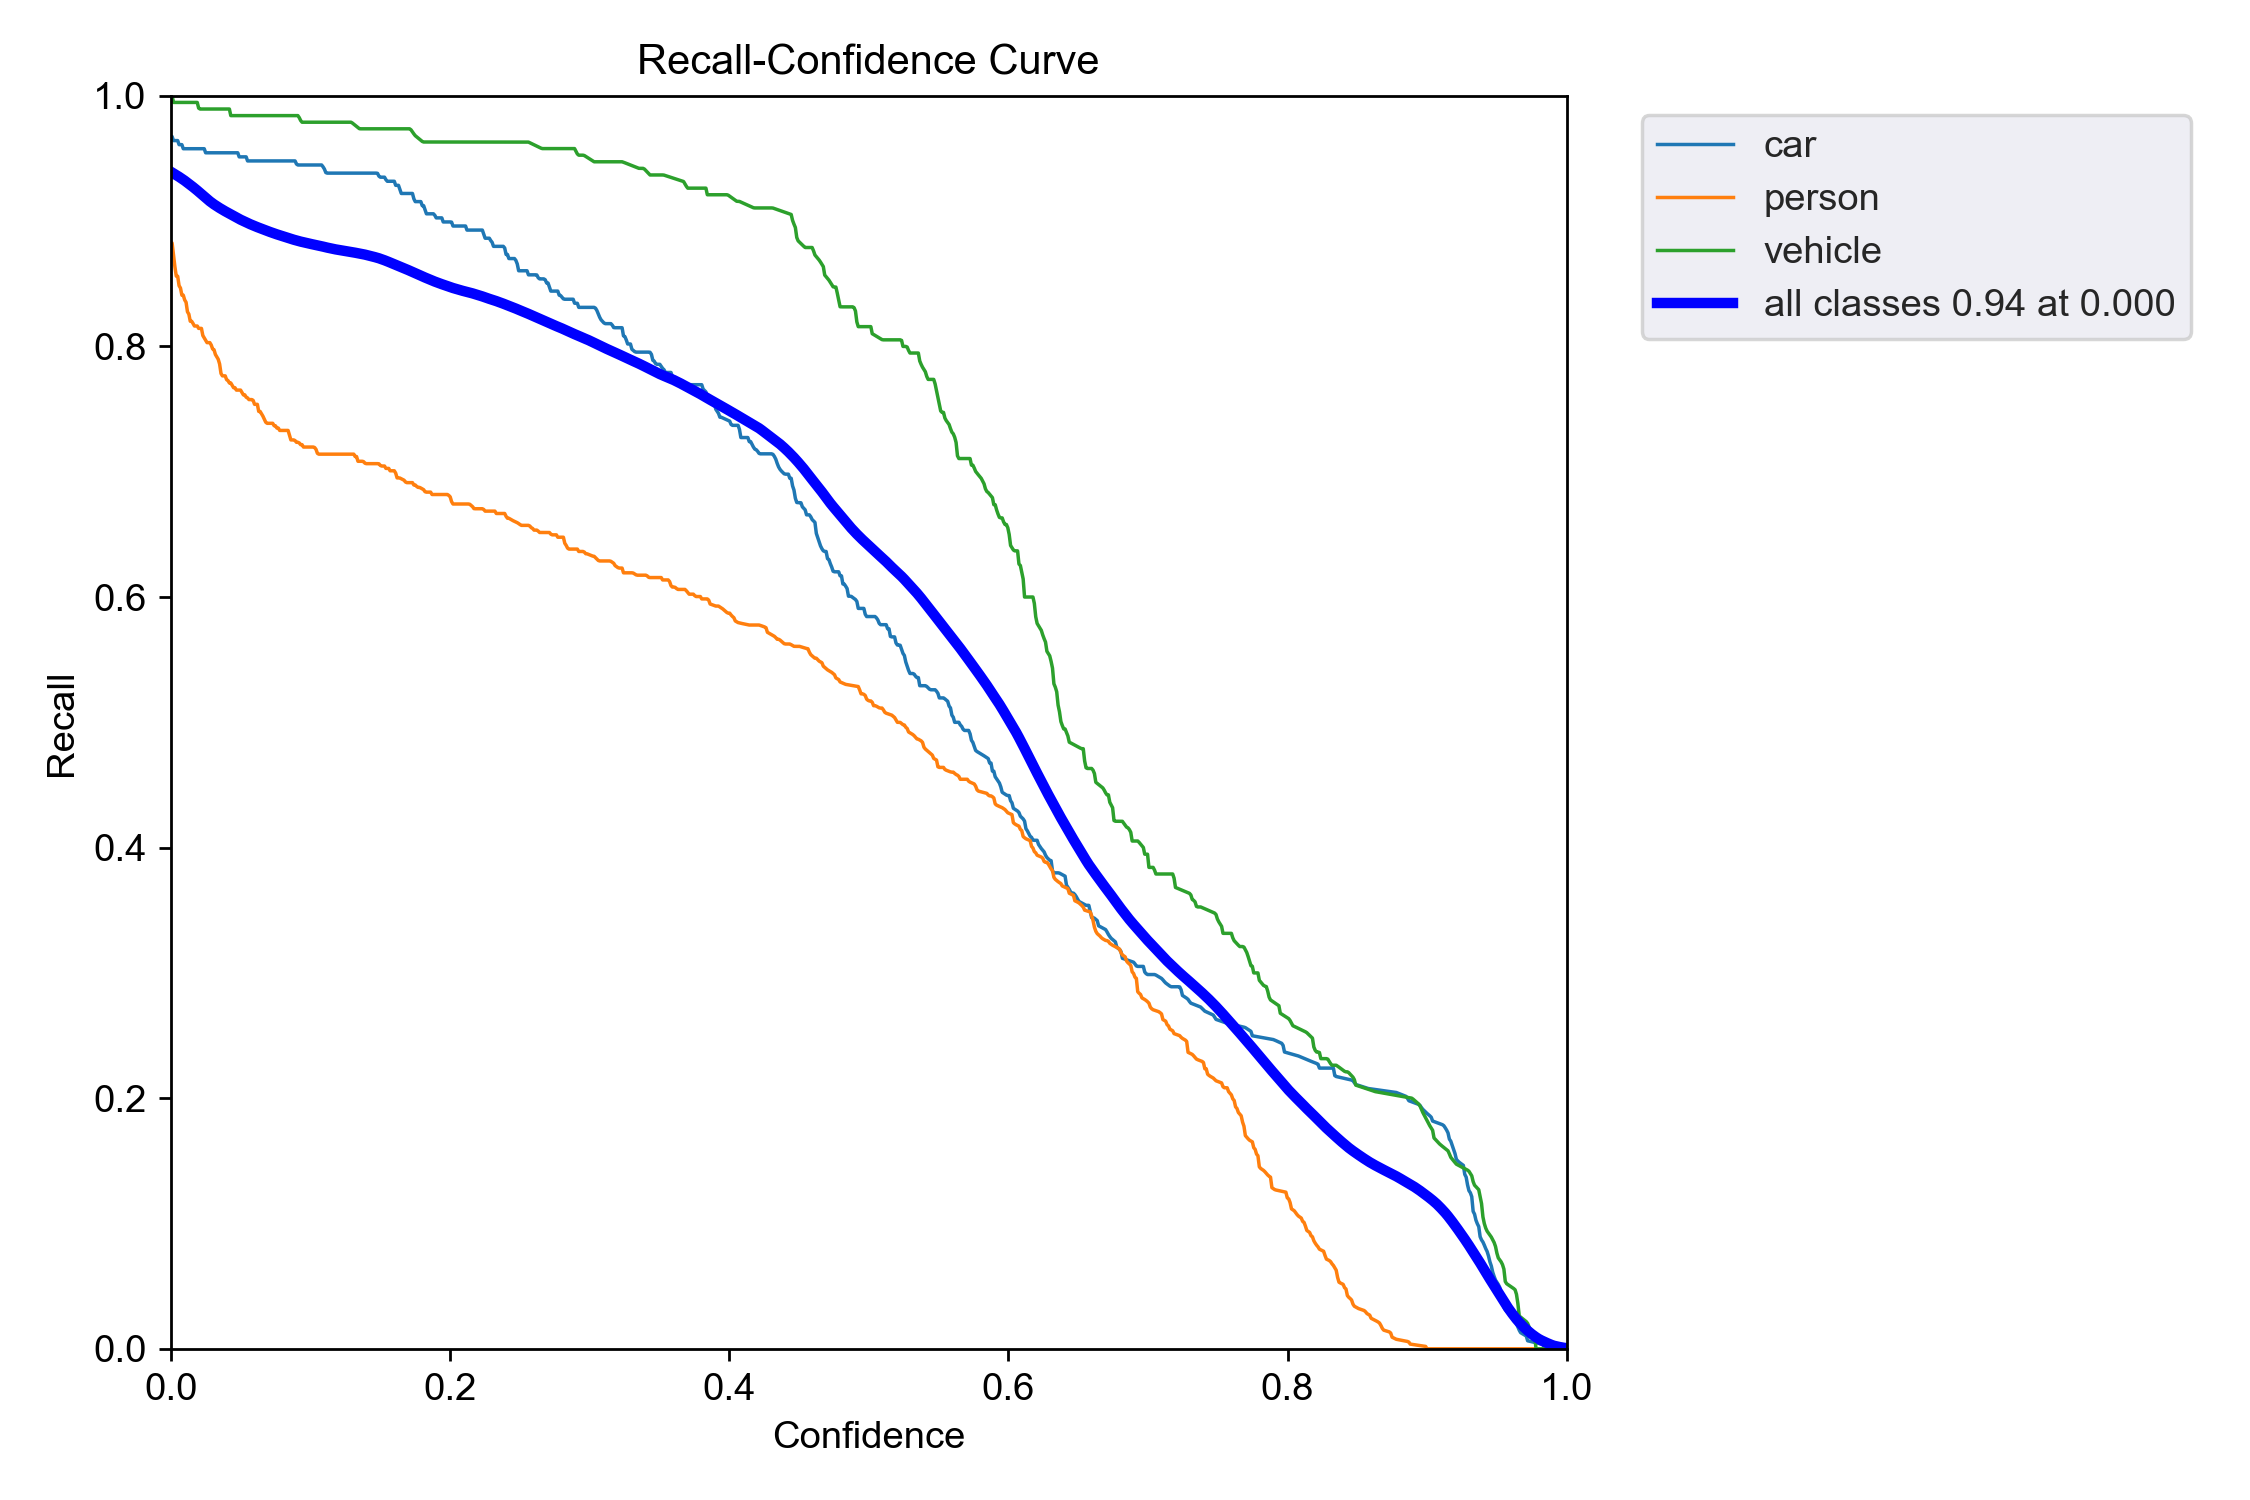 Recall-Confidence Curve
1.0
0.8
0.6
0.4
0.2
0.0
Recall
0.0 0.2 0.4 0.6 0.8 1.0
Confidence
car
person
vehicle
all classes 0.94 at 0.000